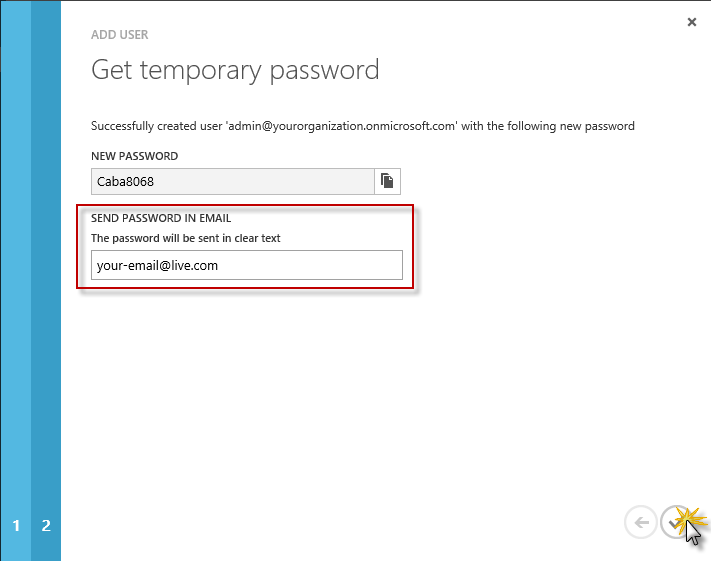 ADD USER
Get temporary password
Successfully created user 'admin@yourorganization.onmicrosoft.com' with the following new password
NEW PASSWORD
Caba8068
SEND PASSWORD IN EMAIL
The password will be sent in clear text
your-email@live.com
1 2